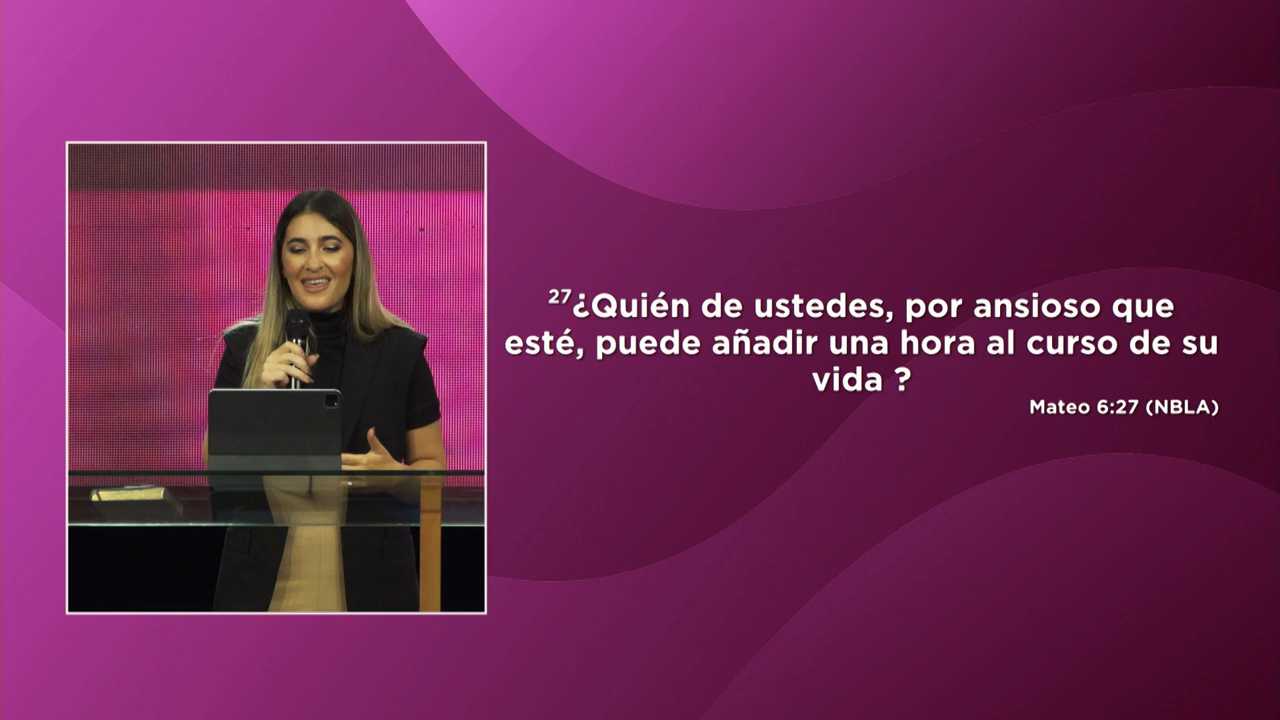 27¿Quién de ustedes, por ansioso que
esté, puede añadir una hora al curso de su
vida ?
Mateo 6:27 (NBLA)